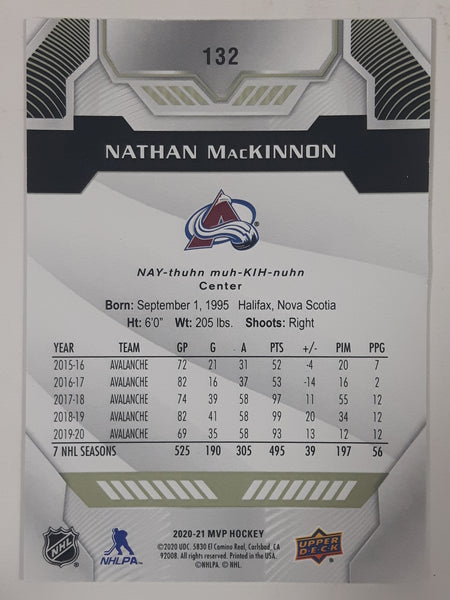 132
NATHAN MACKINNON
A
®
NAY-thuhn muh-KIH-nuhn
Center
Born: September 1, 1995 Halifax, Nova Scotia
Ht: 6'0" Wt: 205 lbs. Shoots: Right
YEAR TEAM GP G A PTS +/- PIM PPG
2015-16 AVALANCHE 72 21 31 52 -4 20 7
2016-17 AVALANCHE 82 16 37 53 -14 16 2
2017-18 AVALANCHE 74 39 58 97 11 55 12
2018-19 AVALANCHE 82 41 58 99 20 34 12
2019-20 AVALANCHE 69 35 58 93 13 12 12
7 NHL SEASONS 525 190 305 495 39 197 56
2020-21 MVP HOCKEY
©2020 UDC. 5830 El Camino Real, Carlsbad, CA
92008. All rights reserved. Printed in the USA.
©NHLPA. © NHL.
NHL
NHLPA
UPPER
DECK